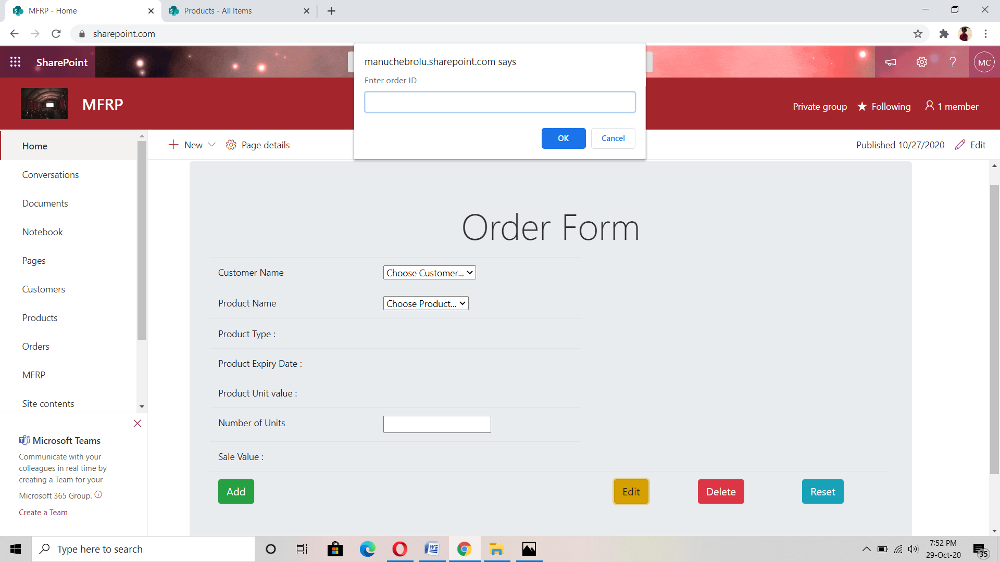 MFRP - Home
Products - All Items
sharepoint.com
manuchebrolu.sharepoint.com says
Enter order ID
OK
Cancel
SharePoint
MC
MFRP
Private group
Following
1 member
Home
Conversations
Documents
Notebook
Pages
Customers
Products
Orders
MFRP
Site contents
New
Page details
Published 10/27/2020
Edit
Order Form
Customer Name
Choose Customer...
Product Name
Choose Product...
Product Type :
Product Expiry Date :
Product Unit value :
Number of Units
Sale Value :
Add
Edit
Delete
Reset
Microsoft Teams
Communicate with your
colleagues in real time by
creating a Team for your
Microsoft 365 Group.
Create a Team
Type here to search
7:52 PM
29-Oct-20
35